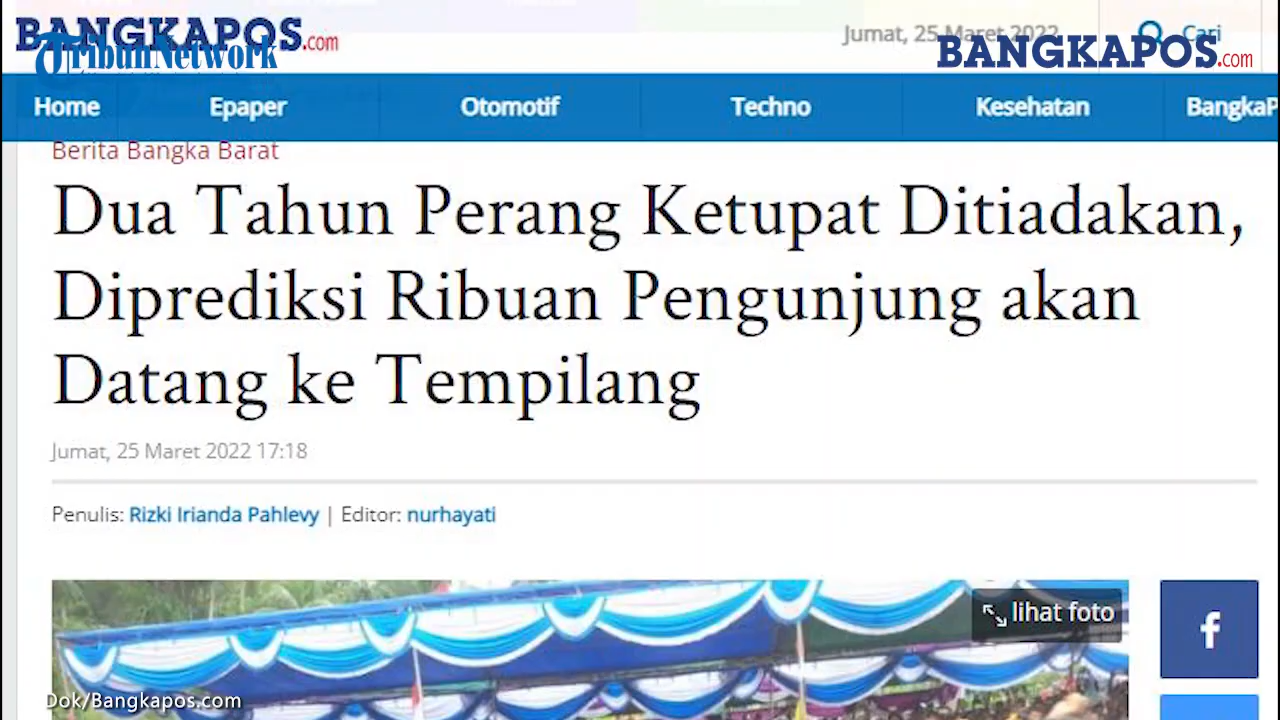 BANGKAPOS.com
TribunNetwork
Jumat, 25 Maret 2022
Cari
BANGKAPOS.com
Home Epaper Otomotif Techno Kesehatan BangkaP
Berita Bangka Barat
Dua Tahun Perang Ketupat Ditiadakan,
Diprediksi Ribuan Pengunjung akan
Datang ke Tempilang
Jumat, 25 Maret 2022 17:18
Penulis: Rizki Irianda Pahlevy | Editor: nurhayati
lihat foto
f
Dok/Bangkapos.com